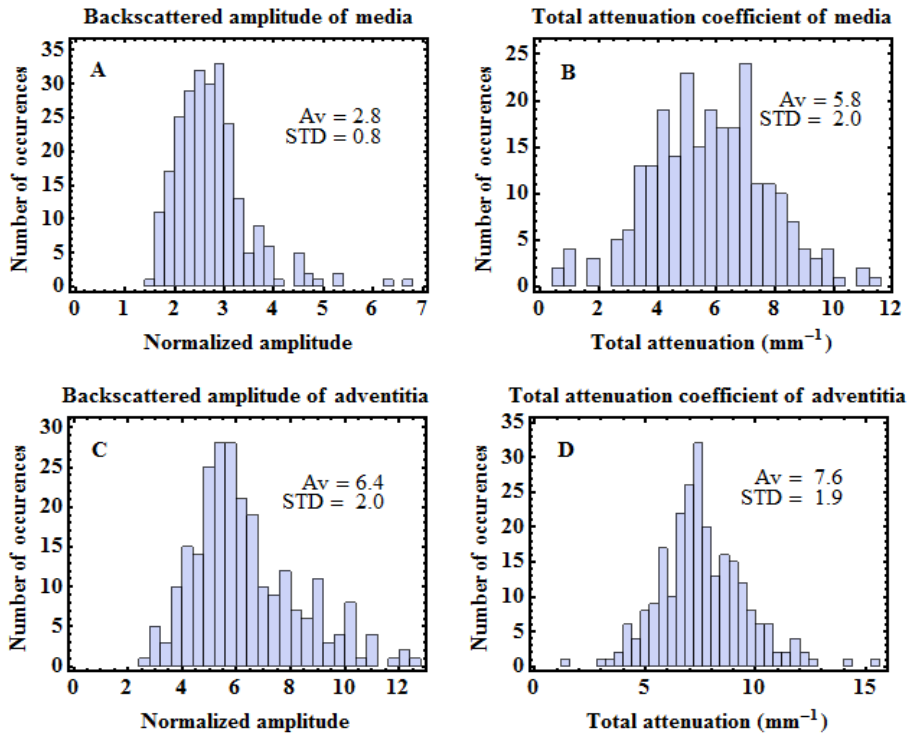 Backscattered amplitude of media
Number of occurences
35
30
25
20
15
10
5
0
A
Av = 2.8
STD = 0.8
0 1 2 3 4 5 6 7
Normalized amplitude
Total attenuation coefficient of media
Number of occurences
25
20
15
10
5
0
B
Av = 5.8
STD = 2.0
0 2 4 6 8 10 12
Total attenuation (mm⁻¹)
Backscattered amplitude of adventitia
Number of occurences
30
25
20
15
10
5
0
C
Av = 6.4
STD = 2.0
2 4 6 8 10 12
Normalized amplitude
Total attenuation coefficient of adventitia
Number of occurences
35
30
25
20
15
10
5
0
D
Av = 7.6
STD = 1.9
0 5 10 15
Total attenuation (mm⁻¹)